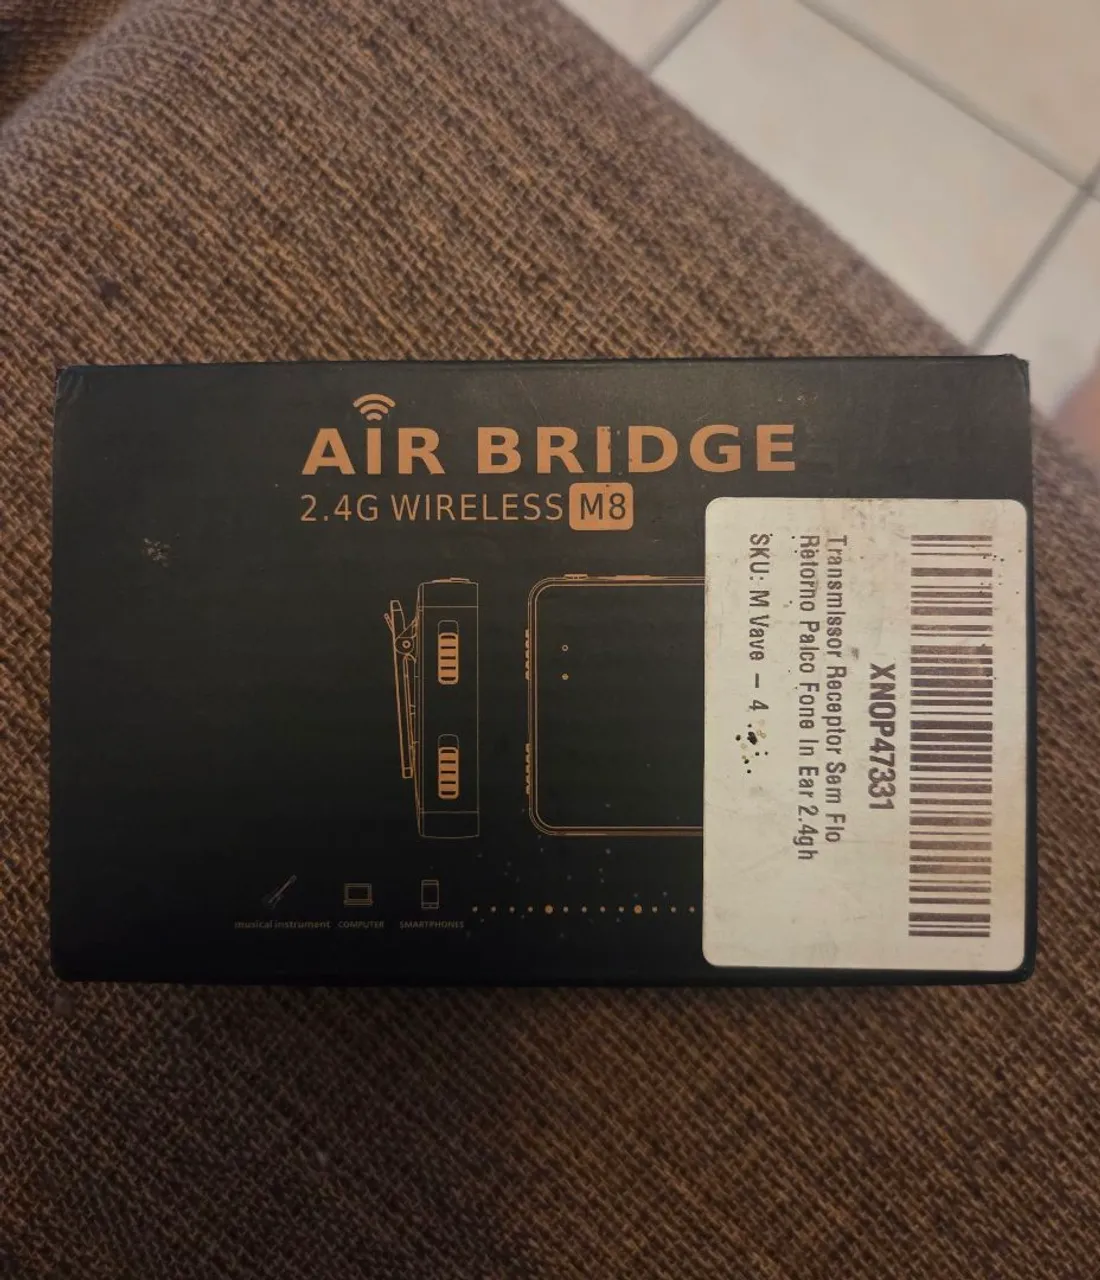 AIR BRIDGE
2.4G WIRELESS M8
musical instrument
COMPUTER
SMARTPHONES
XNOP47331
Transmissor Receptor Sem Fio
Retorno Palco Fone In Ear 2.4gh
SKU: M Vave - 4